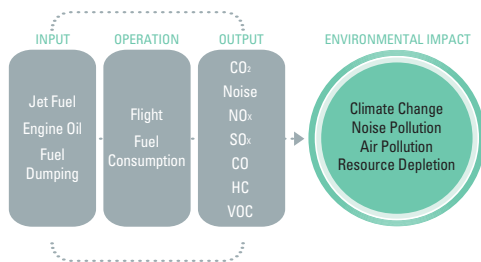 INPUT
Jet Fuel
Engine Oil
Fuel
Dumping
OPERATION
Flight
Fuel
Consumption
OUTPUT
CO₂
Noise
NOx
SOx
CO
HC
VOC
ENVIRONMENTAL IMPACT
Climate Change
Noise Pollution
Air Pollution
Resource Depletion